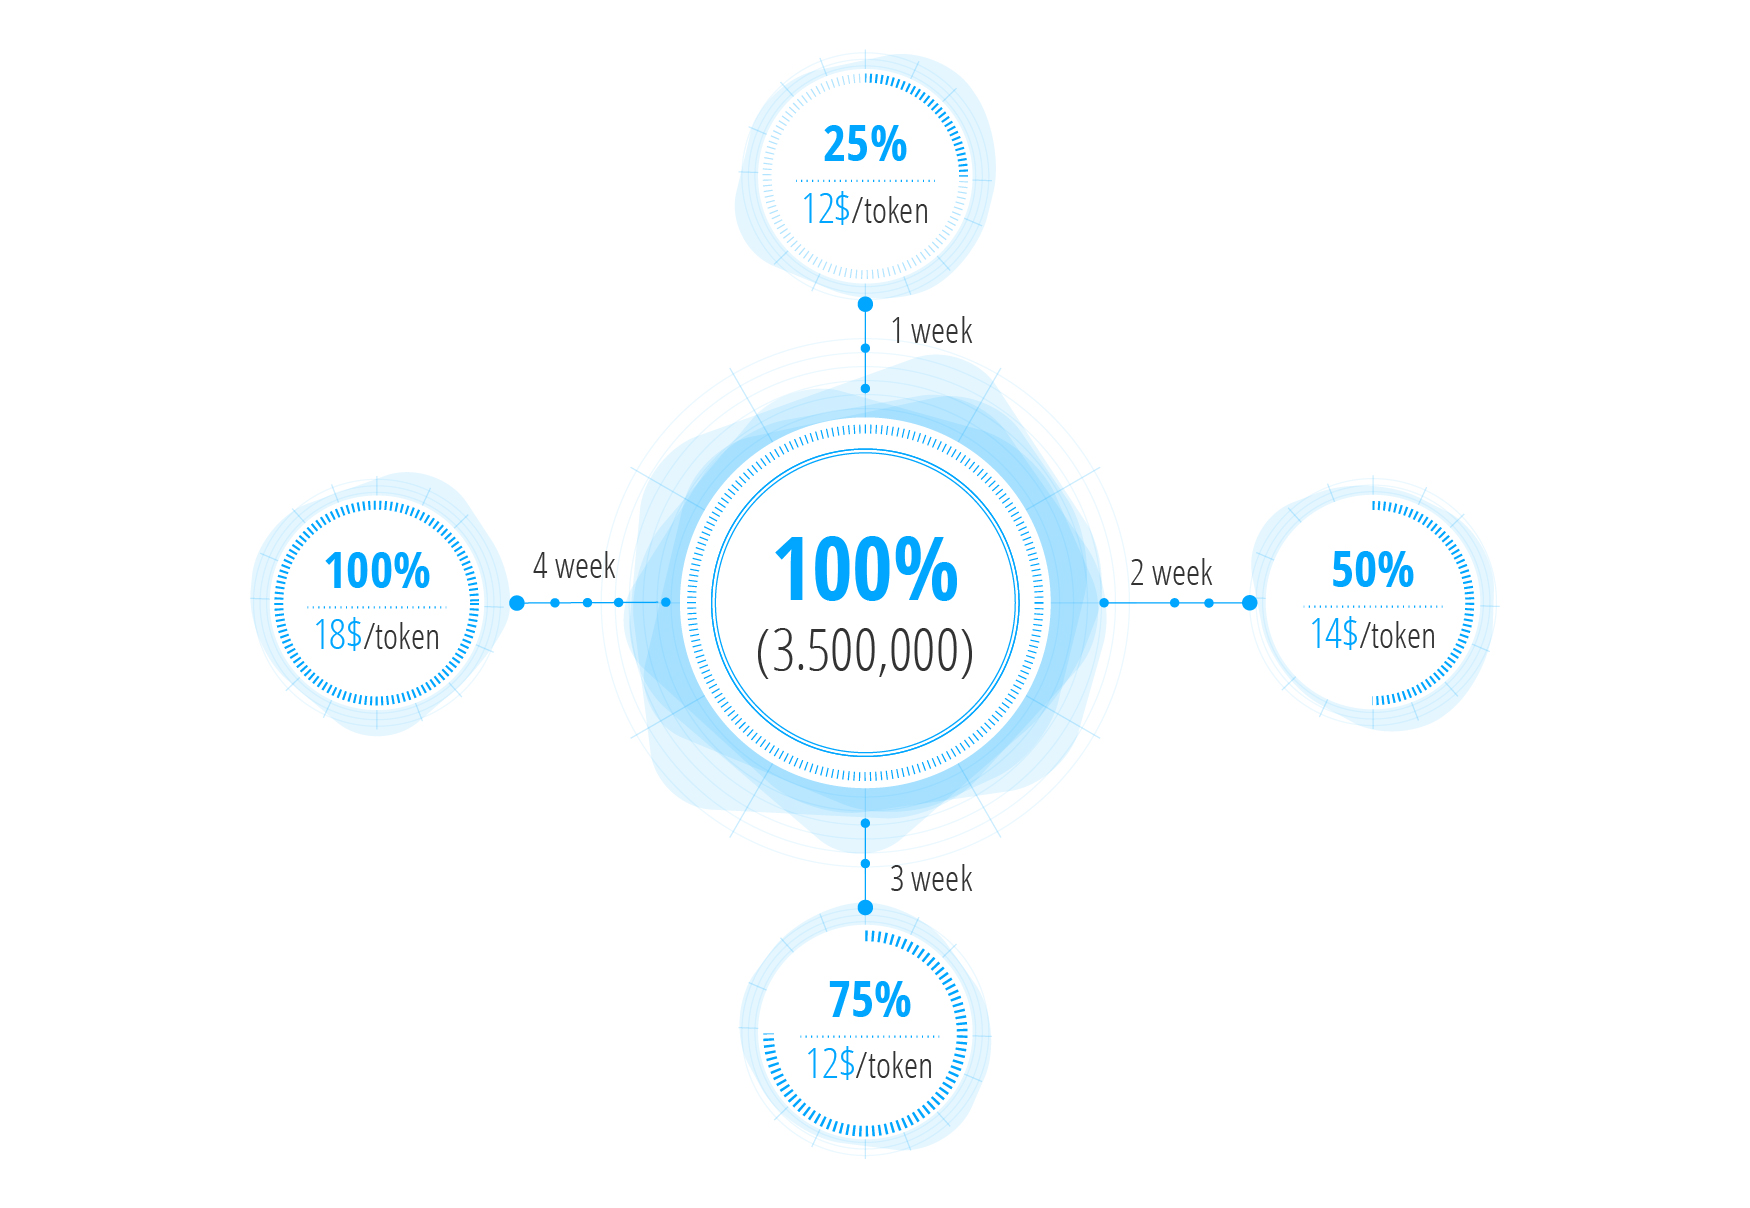 25%
12$/token
1 week
100%
18$/token
4 week
100%
(3.500,000)
2 week
50%
14$/token
3 week
75%
12$/token